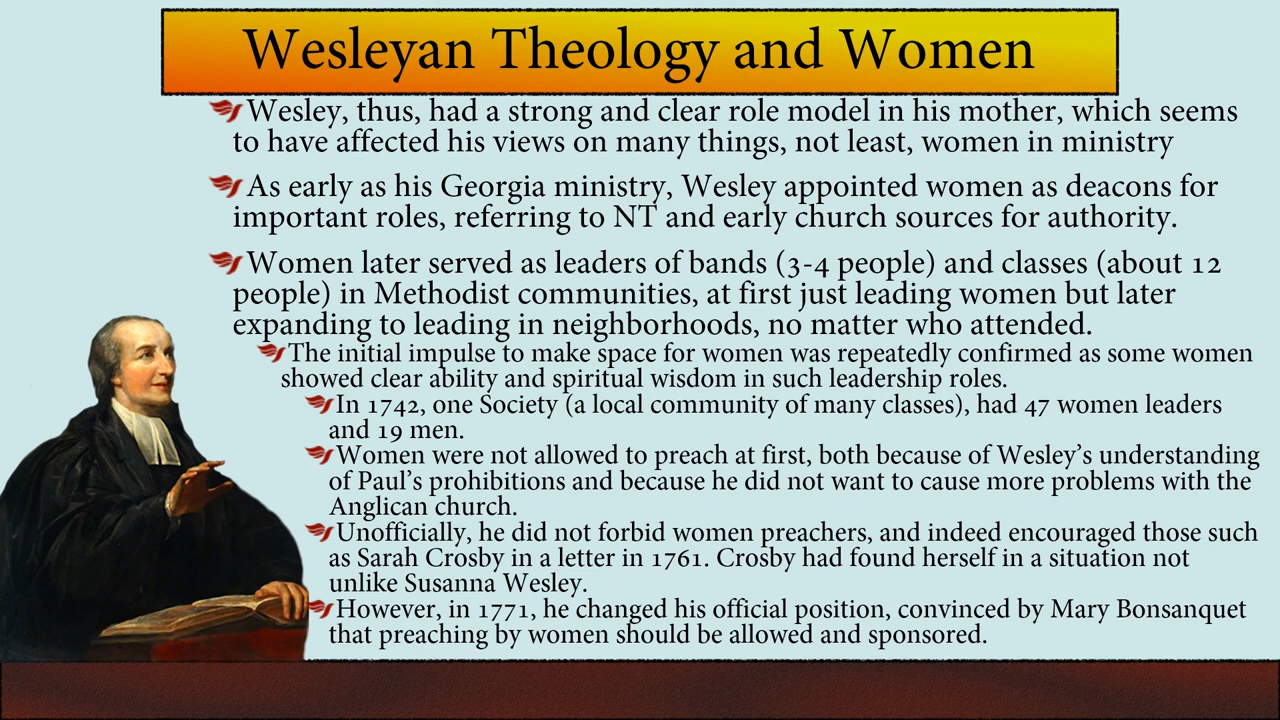 Wesleyan Theology and Women
Wesley, thus, had a strong and clear role model in his mother, which seems
to have affected his views on many things, not least, women in ministry
As early as his Georgia ministry, Wesley appointed women as deacons for
important roles, referring to NT and early church sources for authority.
Women later served as leaders of bands (3-4 people) and classes (about 12
people) in Methodist communities, at first just leading women but later
expanding to leading in neighborhoods, no matter who attended.
The initial impulse to make space for women was repeatedly confirmed as some women
showed clear ability and spiritual wisdom in such leadership roles.
In 1742, one Society (a local community of many classes), had 47 women leaders
and 19 men.
Women were not allowed to preach at first, both because of Wesley’s understanding
of Paul’s prohibitions and because he did not want to cause more problems with the
Anglican church.
Unofficially, he did not forbid women preachers, and indeed encouraged those such
as Sarah Crosby in a letter in 1761. Crosby had found herself in a situation not
unlike Susanna Wesley.
However, in 1771, he changed his official position, convinced by Mary Bonsanquet
that preaching by women should be allowed and sponsored.